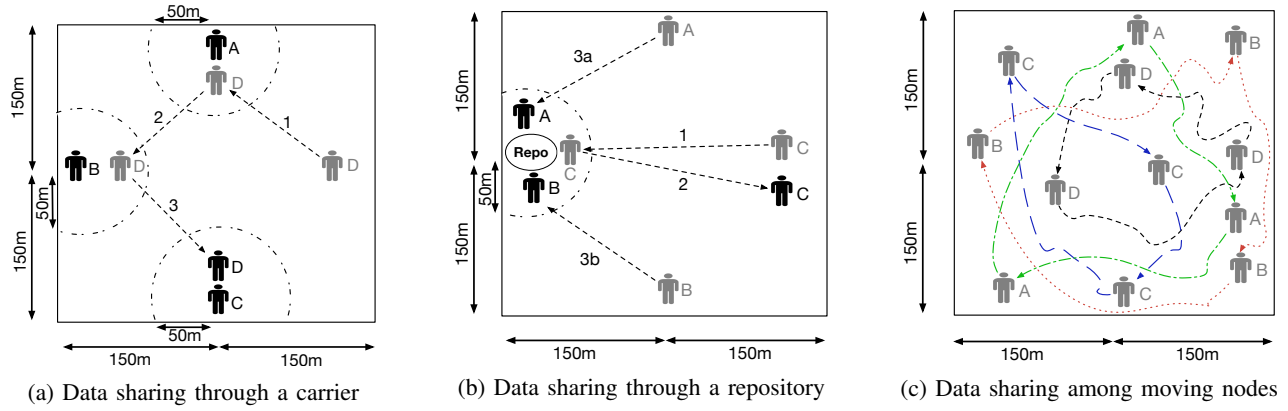 50m
A
D
2
1
B
D
D
3
D
C
50m
50m
150m
150m
150m
150m
(a) Data sharing through a carrier
A
3a
A
Repo
C
1
C
2
B
C
50m
3b
B
150m
150m
150m
150m
(b) Data sharing through a repository
A
B
C
D
B
D
C
D
A
B
A
C
150m
150m
150m
150m
(c) Data sharing among moving nodes